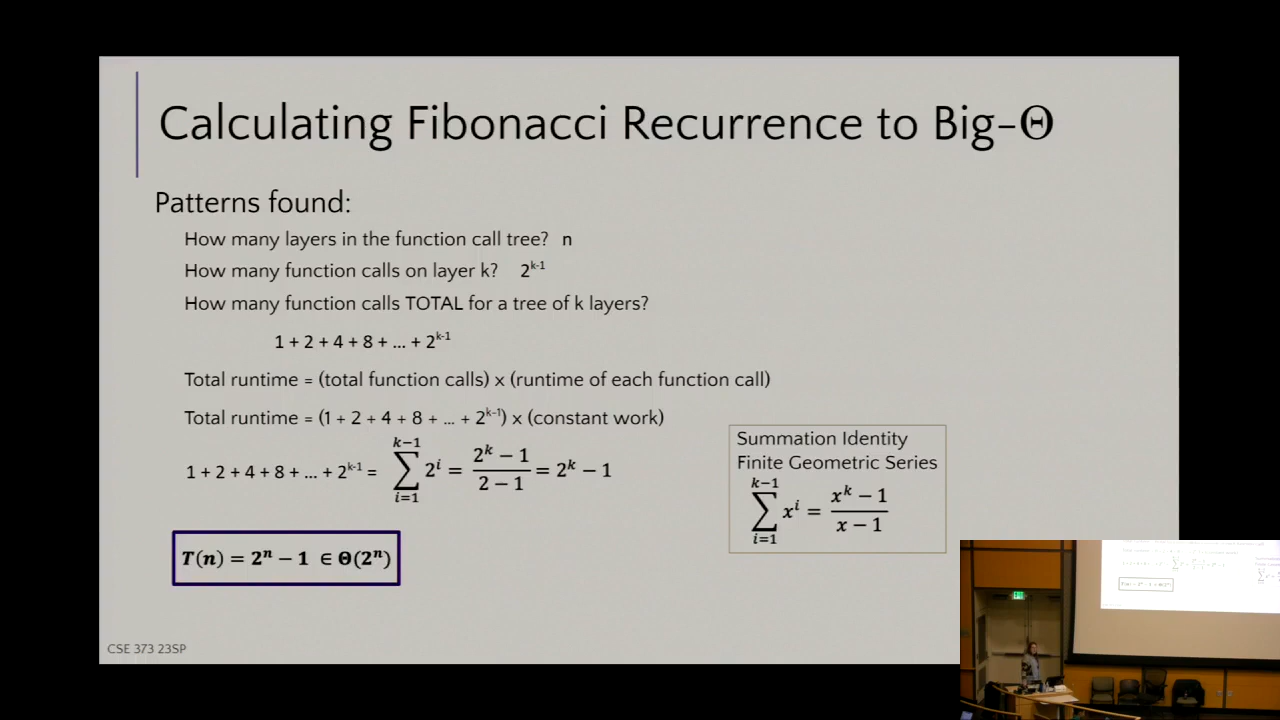 Calculating Fibonacci Recurrence to Big-Θ
Patterns found:
How many layers in the function call tree? n
How many function calls on layer k? 2^{k-1}
How many function calls TOTAL for a tree of k layers?
1 + 2 + 4 + 8 + … + 2^{k-1}
Total runtime = (total function calls) x (runtime of each function call)
Total runtime = (1 + 2 + 4 + 8 + … + 2^{k-1}) x (constant work)
1 + 2 + 4 + 8 + … + 2^{k-1} = \sum_{i=1}^{k-1} 2^i = \frac{2^k − 1}{2 − 1} = 2^k − 1
Summation Identity
Finite Geometric Series
\sum_{i=1}^{k-1} x^i = \frac{x^k − 1}{x − 1}
T(n) = 2^n − 1 ∈ Θ(2^n)
CSE 373 23SP